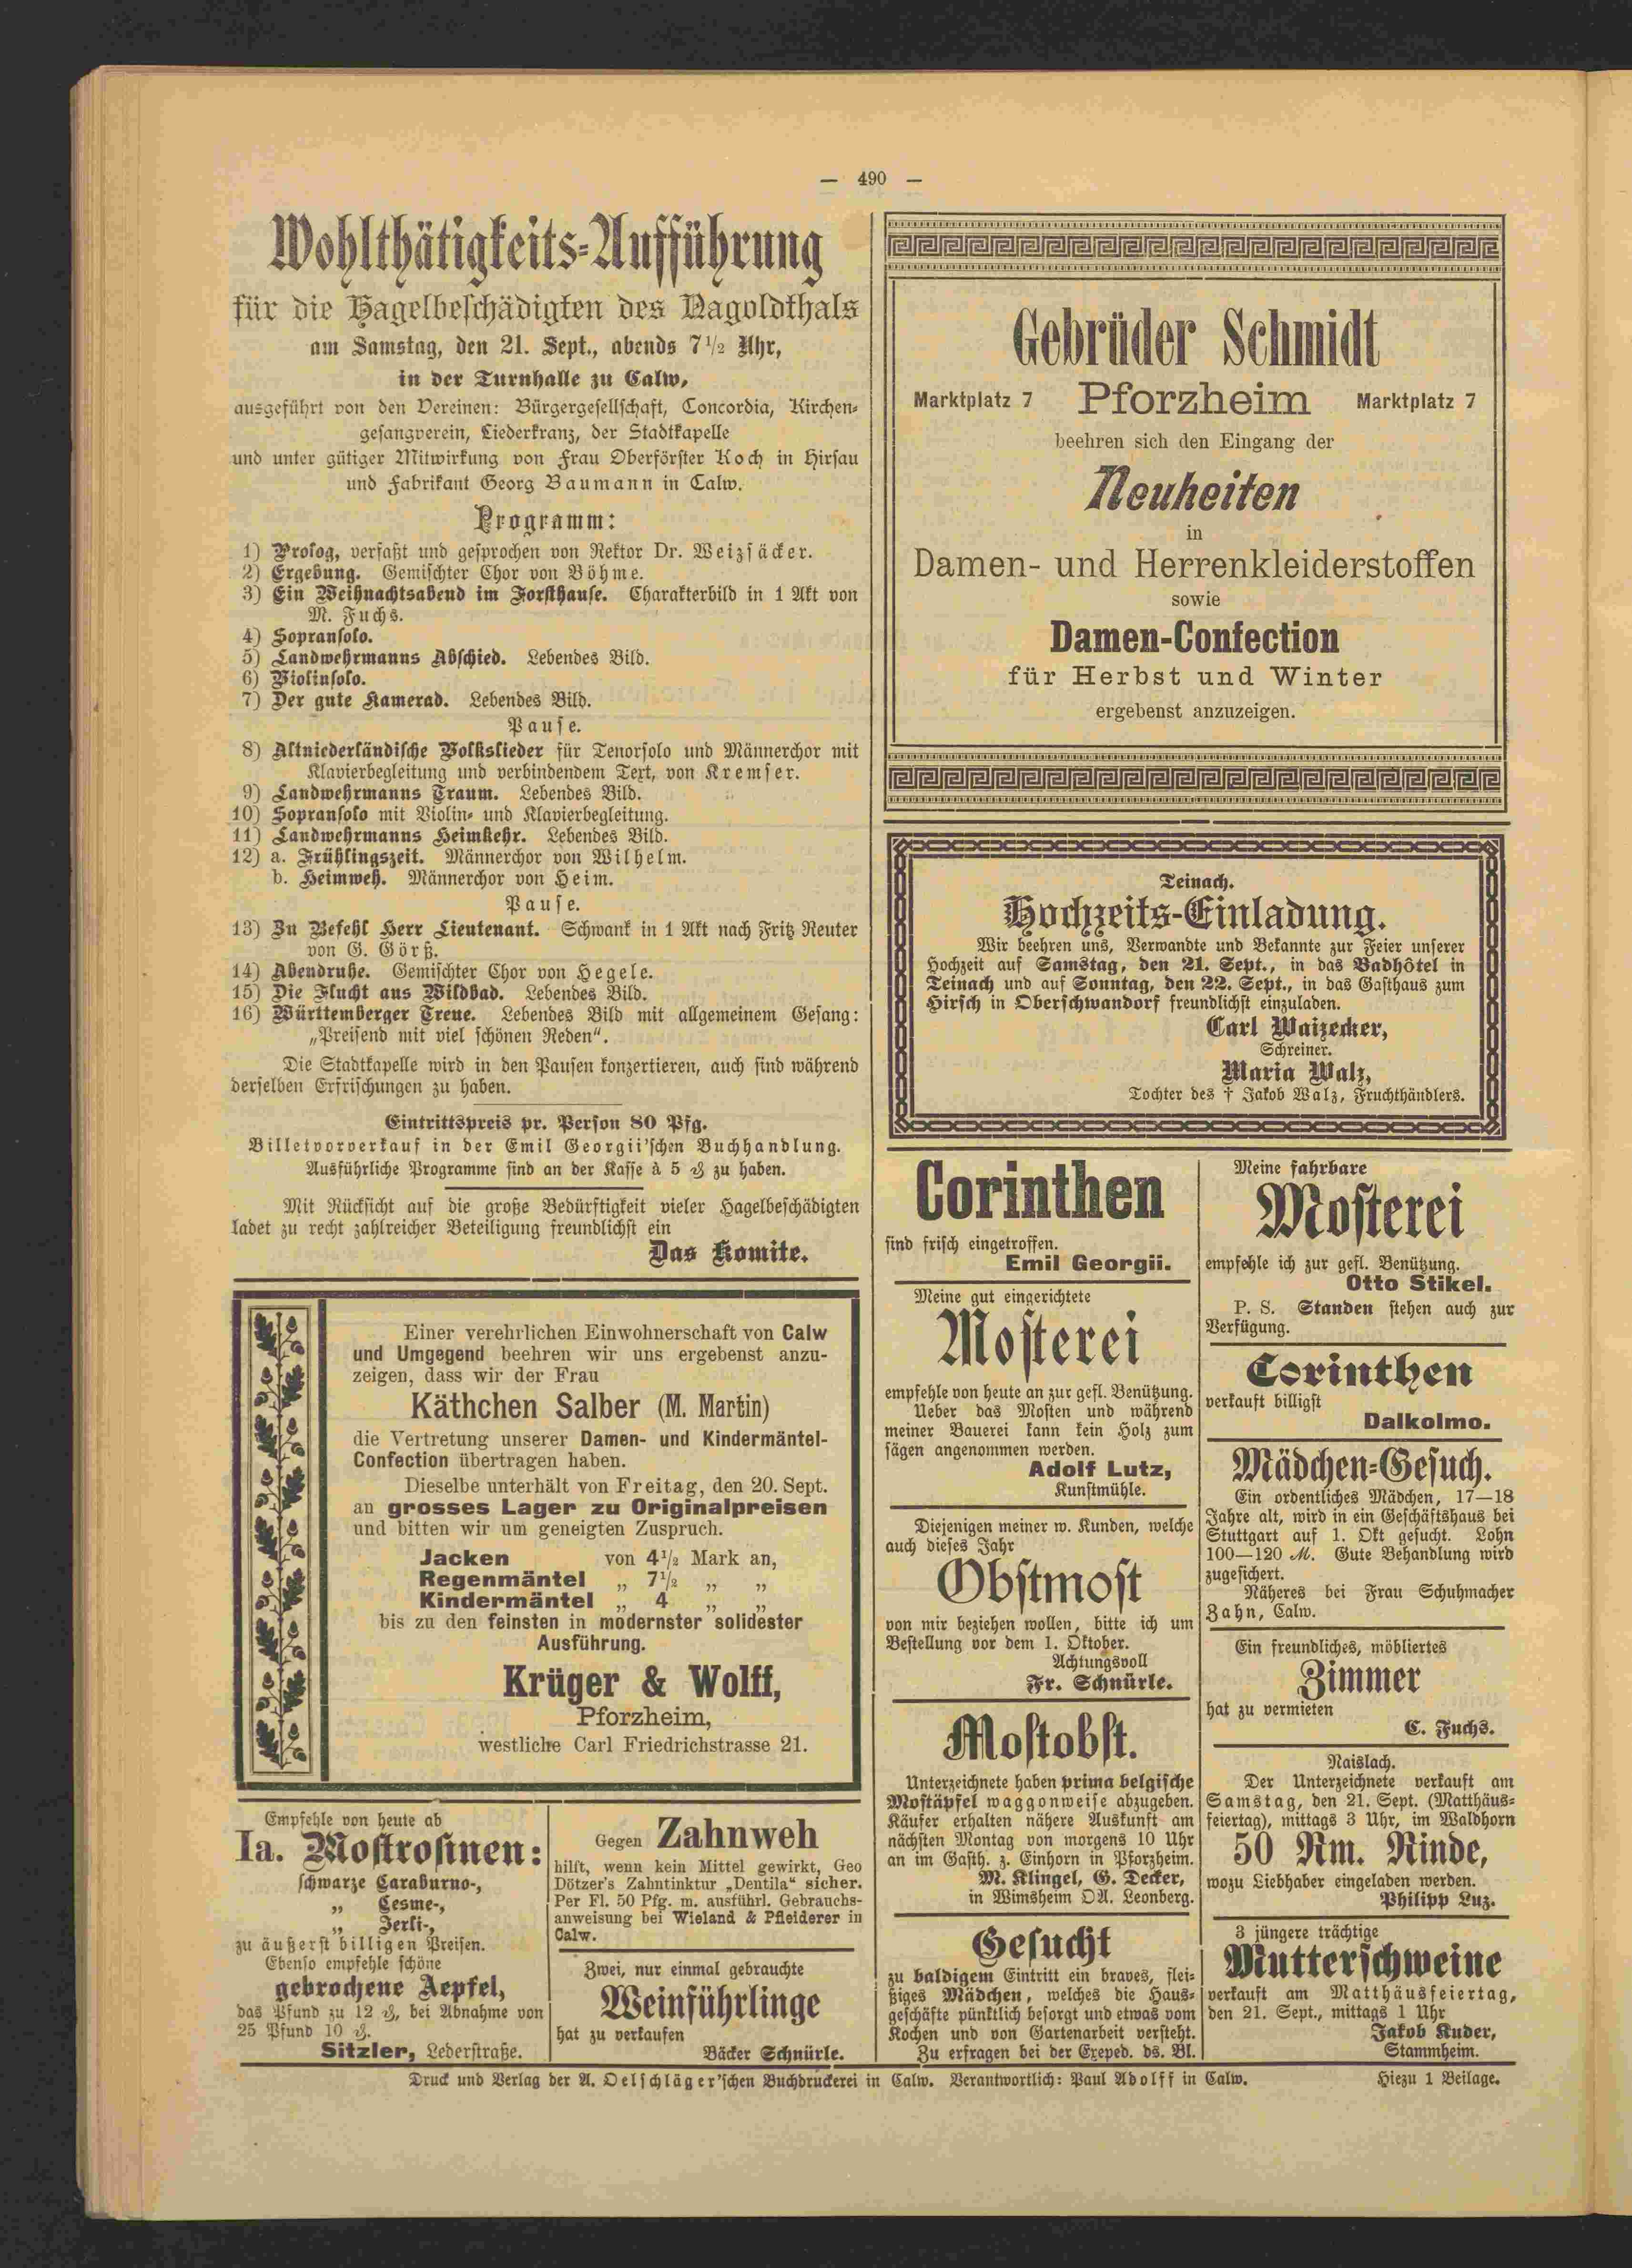 — 490 —
Wohlthätigkeits-Aufführung
für die Hagelbeschädigten des Nagoldthals
am Samstag, den 21. Sept., abends 7 1/2 Uhr,
in der Turnhalle zu Calw,
ausgeführt von den Vereinen: Bürgergesellschaft, Concordia, Kirchen-
gesangverein, Liederkranz, der Stadtkapelle
und unter gütiger Mitwirkung von Frau Oberförster Koch in Hirsau
und Fabrikant Georg Baumann in Calw.
Programm:
1) Prolog, verfaßt und gesprochen von Rektor Dr. Weizsäcker.
2) Ergebung. Gemischter Chor von Böhme.
3) Ein Weihnachtsabend im Forsthause. Charakterbild in 1 Akt von
M. Fuchs.
4) Sopransolo.
5) Landwehrmanns Abschied. Lebendes Bild.
6) Violinsolo.
7) Der gute Kamerad. Lebendes Bild.
Pause.
8) Altniederländische Volkslieder für Tenorsolo und Männerchor mit
Klavierbegleitung und verbindendem Text, von Kremser.
9) Landwehrmanns Traum. Lebendes Bild.
10) Sopransolo mit Violin- und Klavierbegleitung.
11) Landwehrmanns Heimkehr. Lebendes Bild.
12) a. Frühlingszeit. Männerchor von Wilhelm.
b. Heimweh. Männerchor von Heim.
Pause.
13) Zu Befehl Herr Lieutenant. Schwank in 1 Akt nach Fritz Reuter
von G. Görß.
14) Abendruhe. Gemischter Chor von Hegele.
15) Die Flucht aus Wildbad. Lebendes Bild.
16) Württemberger Treue. Lebendes Bild mit allgemeinem Gesang:
„Preisend mit viel schönen Reden“.
Die Stadtkapelle wird in den Pausen konzertieren, auch sind während
derselben Erfrischungen zu haben.
Eintrittspreis pr. Person 80 Pfg.
Billetvorverkauf in der Emil Georgii'schen Buchhandlung.
Ausführliche Programme sind an der Kasse à 5 ₰ zu haben.
Mit Rücksicht auf die große Bedürftigkeit vieler Hagelbeschädigten
ladet zu recht zahlreicher Beteiligung freundlichst ein
Das Komite.
Einer verehrlichen Einwohnerschaft von Calw
und Umgegend beehren wir uns ergebenst anzu-
zeigen, dass wir der Frau
Käthchen Salber (M. Martin)
die Vertretung unserer Damen- und Kindermäntel-
Confection übertragen haben.
Dieselbe unterhält von Freitag, den 20. Sept.
an grosses Lager zu Originalpreisen
und bitten wir um geneigten Zuspruch.
Jacken von 4 1/2 Mark an,
Regenmäntel „ 7 1/2 „ „
Kindermäntel „ 4 „ „
bis zu den feinsten in modernster solidester
Ausführung.
Krüger & Wolff,
Pforzheim,
westliche Carl Friedrichstrasse 21.
Empfehle von heute ab
Ia. Mostrosinen:
schwarze Caraburno-,
„ Cesme-,
„ Jerli-,
zu äußerst billigen Preisen.
Ebenso empfehle schöne
gebrochene Aepfel,
das Pfund zu 12 ₰, bei Abnahme von
25 Pfund 10 ₰.
Sitzler, Lederstraße.
Gegen Zahnweh
hilft, wenn kein Mittel gewirkt, Geo
Dötzer's Zahntinktur „Dentila“ sicher.
Per Fl. 50 Pfg. m. ausführl. Gebrauchs-
anweisung bei Wieland & Pfleiderer in
Calw.
Zwei, nur einmal gebrauchte
Weinführlinge
hat zu verkaufen
Bäcker Schnürle.
Gebrüder Schmidt
Marktplatz 7 Pforzheim Marktplatz 7
beehren sich den Eingang der
Neuheiten
in
Damen- und Herrenkleiderstoffen
sowie
Damen-Confection
für Herbst und Winter
ergebenst anzuzeigen.
Teinach.
Hochzeits-Einladung.
Wir beehren uns, Verwandte und Bekannte zur Feier unserer
Hochzeit auf Samstag, den 21. Sept., in das Badhôtel in
Teinach und auf Sonntag, den 22. Sept., in das Gasthaus zum
Hirsch in Oberschwandorf freundlichst einzuladen.
Carl Waizecker,
Schreiner.
Maria Walz,
Tochter des † Jakob Walz, Fruchthändlers.
Corinthen
sind frisch eingetroffen.
Emil Georgii.
Meine gut eingerichtete
Mosterei
empfehle von heute an zur gefl. Benützung.
Ueber das Mosten und während
meiner Bauerei kann kein Holz zum
sägen angenommen werden.
Adolf Lutz,
Kunstmühle.
Diejenigen meiner w. Kunden, welche
auch dieses Jahr
Obstmost
von mir beziehen wollen, bitte ich um
Bestellung vor dem 1. Oktober.
Achtungsvoll
Fr. Schnürle.
Mostobst.
Unterzeichnete haben prima belgische
Mostäpfel waggonweise abzugeben.
Käufer erhalten nähere Auskunft am
nächsten Montag von morgens 10 Uhr
an im Gasth. z. Einhorn in Pforzheim.
M. Klingel, G. Decker,
in Wimsheim OA. Leonberg.
Gesucht
zu baldigem Eintritt ein braves, flei-
ßiges Mädchen, welches die Haus-
geschäfte pünktlich besorgt und etwas vom
Kochen und von Gartenarbeit versteht.
Zu erfragen bei der Exped. ds. Bl.
Meine fahrbare
Mosterei
empfehle ich zur gefl. Benützung.
Otto Stikel.
P. S. Standen stehen auch zur
Verfügung.
Corinthen
verkauft billigst
Dalkolmo.
Mädchen-Gesuch.
Ein ordentliches Mädchen, 17—18
Jahre alt, wird in ein Geschäftshaus bei
Stuttgart auf 1. Okt gesucht. Lohn
100—120 M. Gute Behandlung wird
zugesichert.
Näheres bei Frau Schuhmacher
Zahn, Calw.
Ein freundliches, möbliertes
Zimmer
hat zu vermieten
C. Fuchs.
Naislach.
Der Unterzeichnete verkauft am
Samstag, den 21. Sept. (Matthäus-
feiertag), mittags 3 Uhr, im Waldhorn
50 Rm. Rinde,
wozu Liebhaber eingeladen werden.
Philipp Luz.
3 jüngere trächtige
Mutterschweine
verkauft am Matthäusfeiertag,
den 21. Sept., mittags 1 Uhr
Jakob Kuder,
Stammheim.
Druck und Verlag der A. Oelschläger'schen Buchdruckerei in Calw. Verantwortlich: Paul Adolff in Calw. Hiezu 1 Beilage.